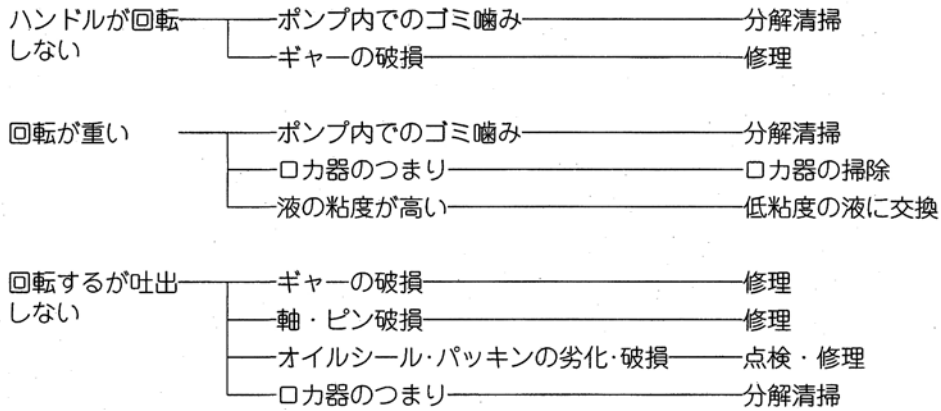 ハンドルが回転 ポンプ内でのゴミ噛み 分解清掃
しない ギャーの破損 修理
回転が重い ポンプ内でのゴミ噛み 分解清掃
ロカ器のつまり ロカ器の掃除
液の粘度が高い 低粘度の液に交換
回転するが吐出 ギャーの破損 修理
しない 軸・ピン破損 修理
オイルシール・パッキンの劣化・破損 点検・修理
ロカ器のつまり 分解清掃